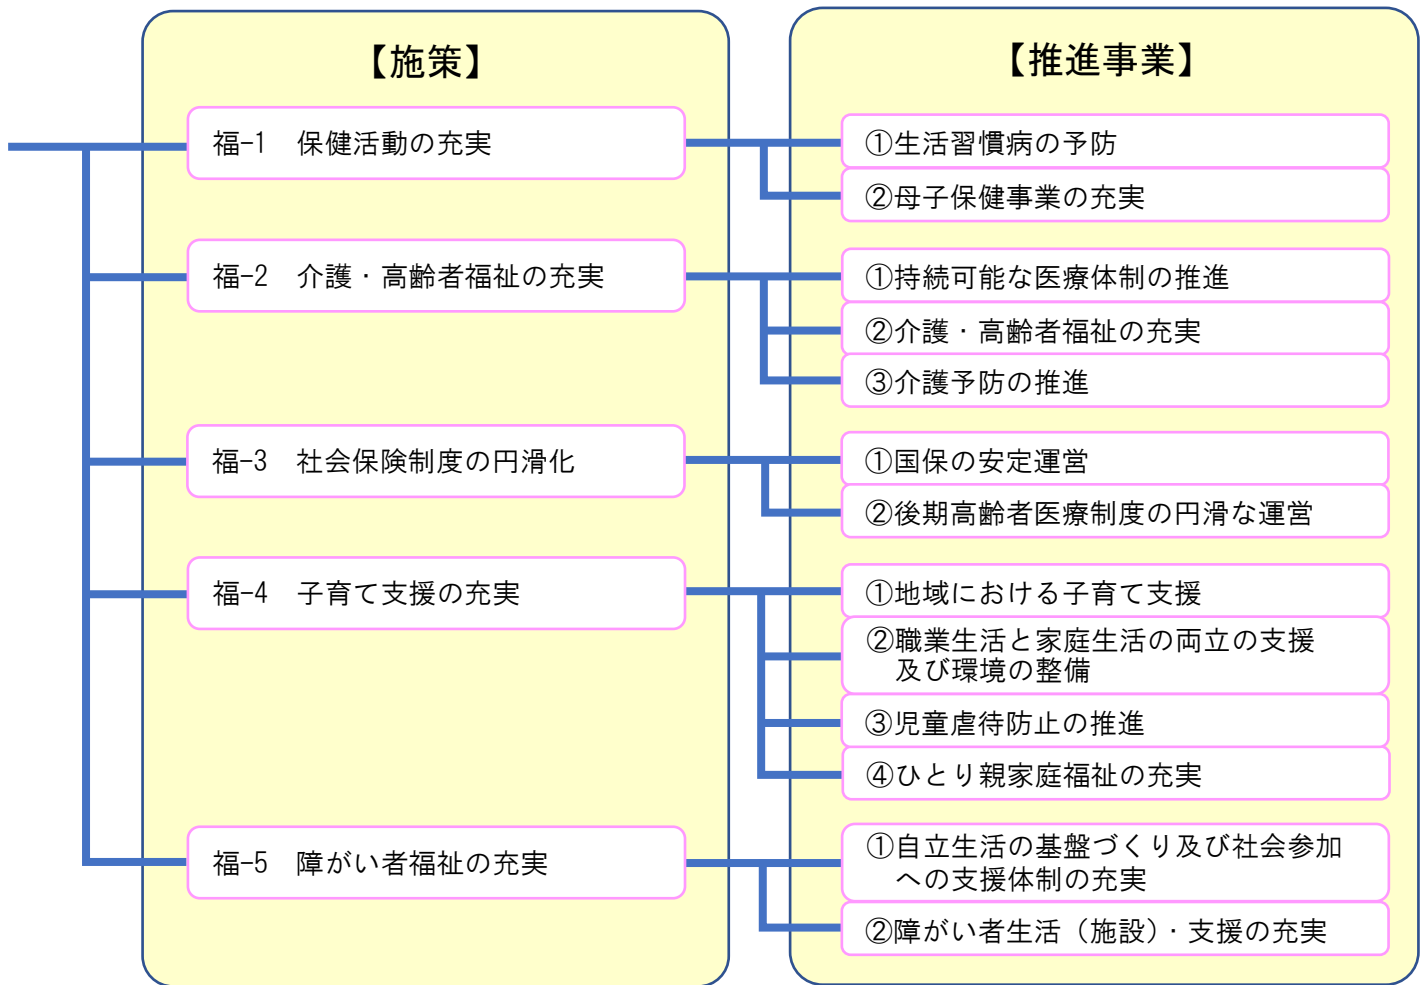 【施策】
【推進事業】
福-1　保健活動の充実
①生活習慣病の予防
②母子保健事業の充実
福-2　介護・高齢者福祉の充実
①持続可能な医療体制の推進
②介護・高齢者福祉の充実
③介護予防の推進
福-3　社会保険制度の円滑化
①国保の安定運営
②後期高齢者医療制度の円滑な運営
福-4　子育て支援の充実
①地域における子育て支援
②職業生活と家庭生活の両立の支援
及び環境の整備
③児童虐待防止の推進
④ひとり親家庭福祉の充実
福-5　障がい者福祉の充実
①自立生活の基盤づくり及び社会参加
への支援体制の充実
②障がい者生活（施設）・支援の充実